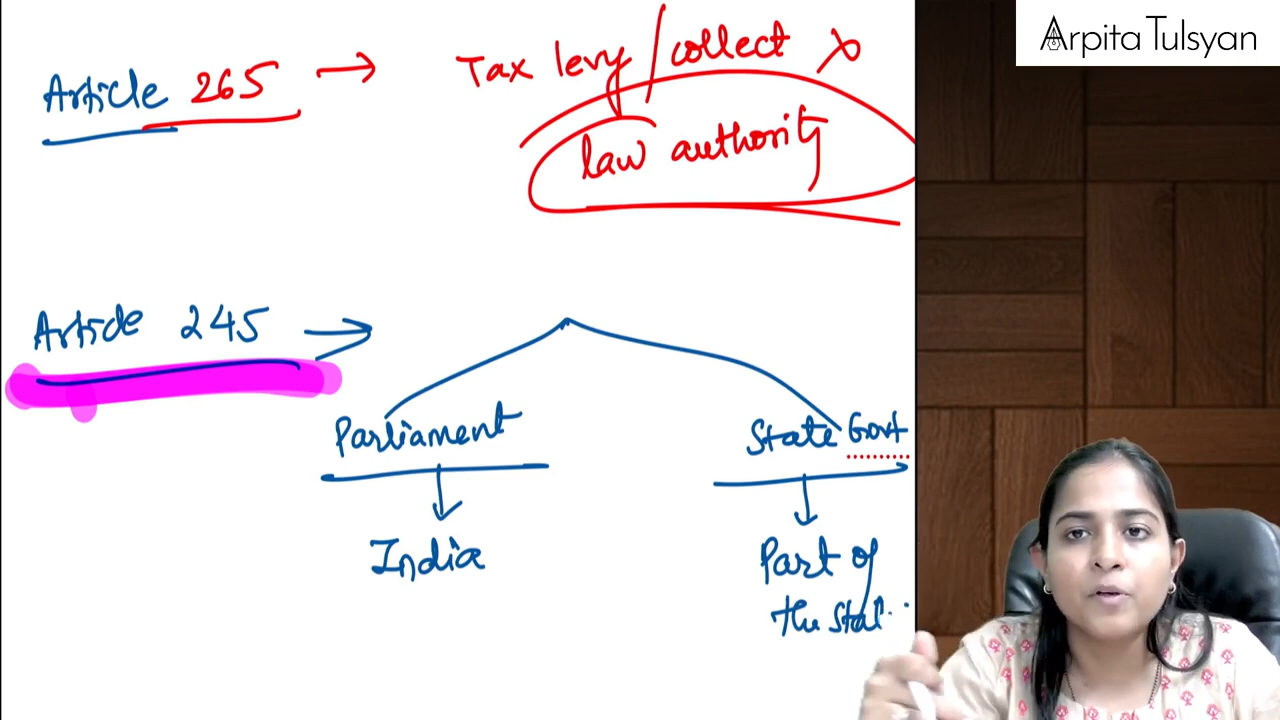 Arpita Tulsyan
Article 265 → Tax levy / collect X
law authority
Article 245 →
Parliament State Govt
India Part of
the Stat..